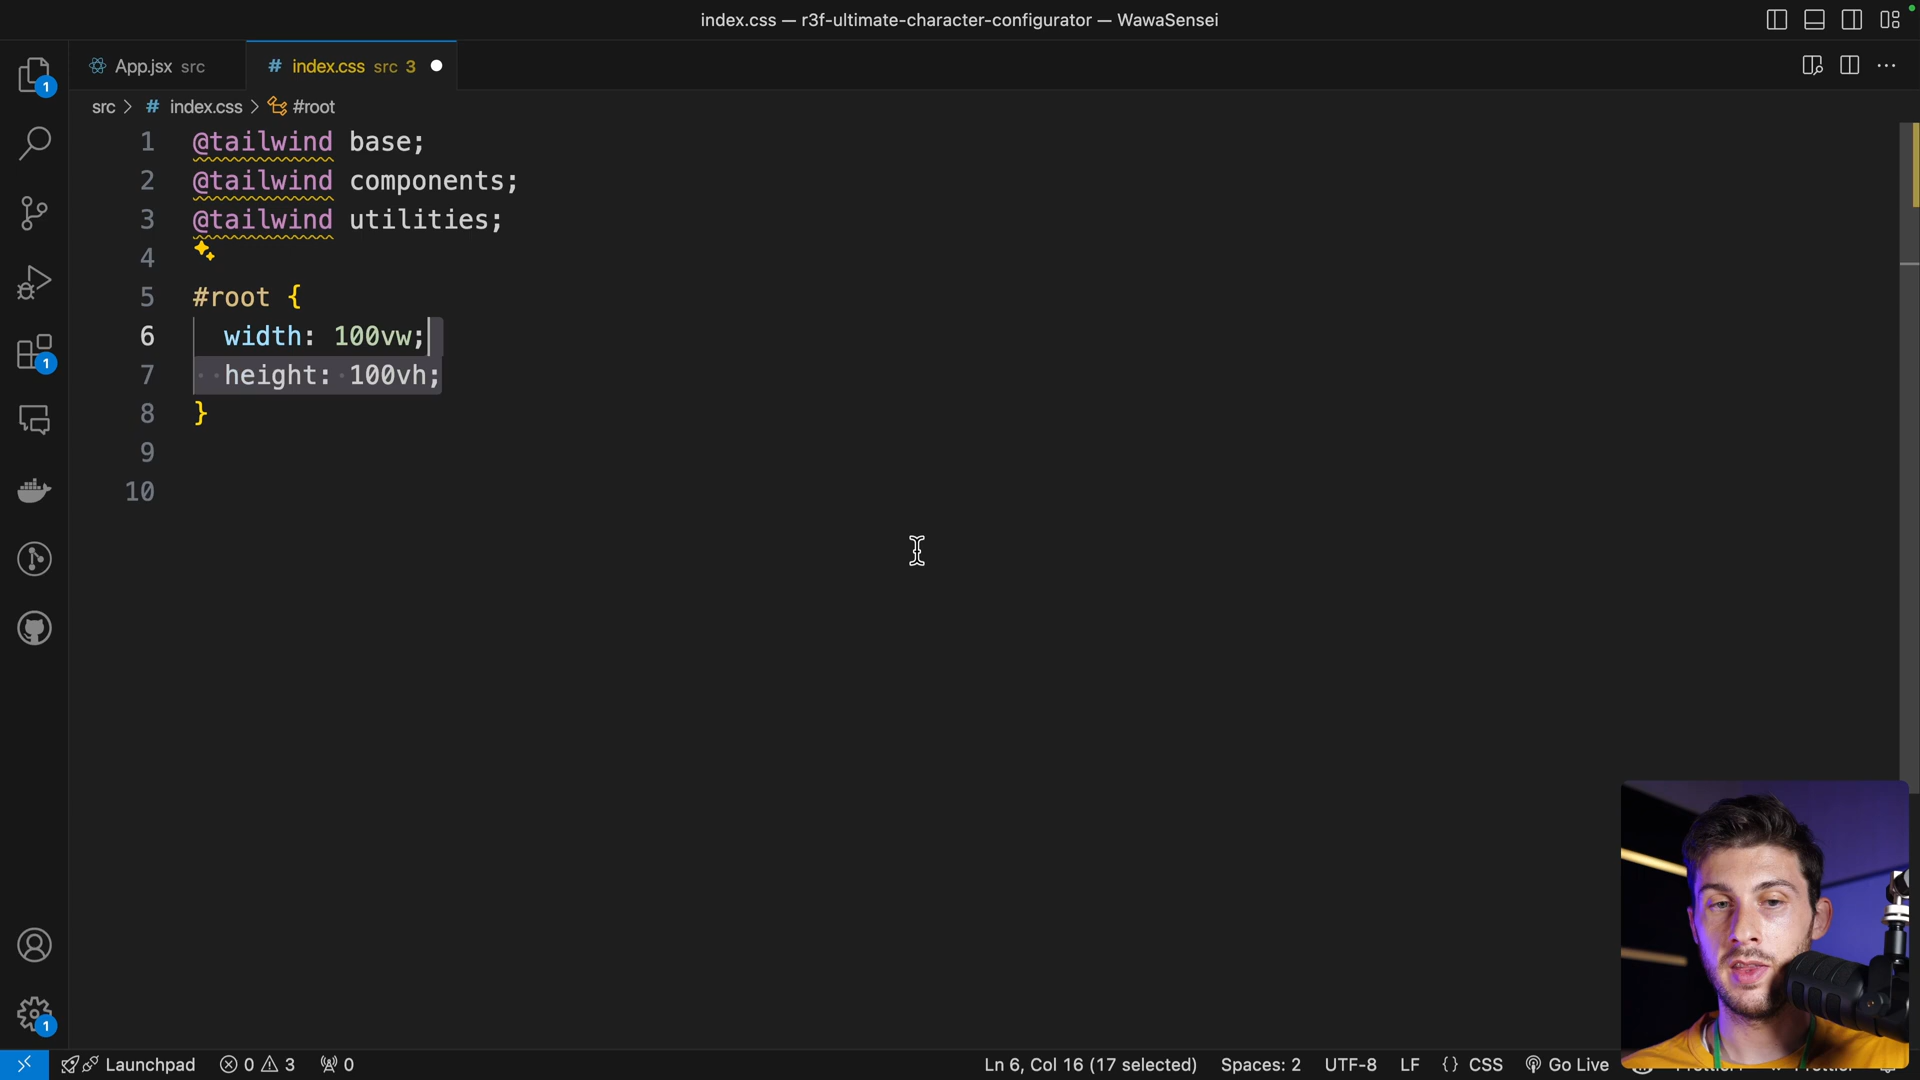 index.css — r3f-ultimate-character-configurator — WawaSensei
App.jsx src
# index.css src 3
src > # index.css > #root
1 @tailwind base;
2 @tailwind components;
3 @tailwind utilities;
4
5 #root {
6 width: 100vw;
7 height: 100vh;
8 }
9
10
1
1
1
Launchpad 0 3 0
Ln 6, Col 16 (17 selected) Spaces: 2 UTF-8 LF {} CSS Go Live